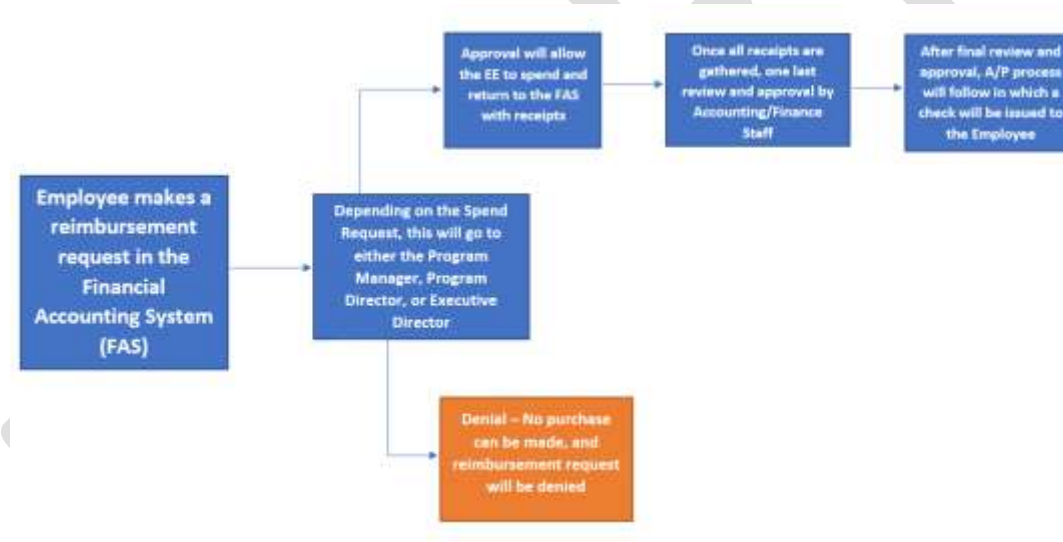 Employee makes a
reimbursement
request in the
Financial
Accounting System
(FAS)
Depending on the Spend
Request, this will go to
either the Program
Manager, Program
Director, or Executive
Director
Approval will allow
the EE to spend and
return to the FAS
with receipts
Once all receipts are
gathered, one last
review and approval by
Accounting/Finance
Staff
After final review and
approval, A/P process
will follow in which a
check will be issued to
the Employee
Denial – No purchase
can be made, and
reimbursement request
will be denied